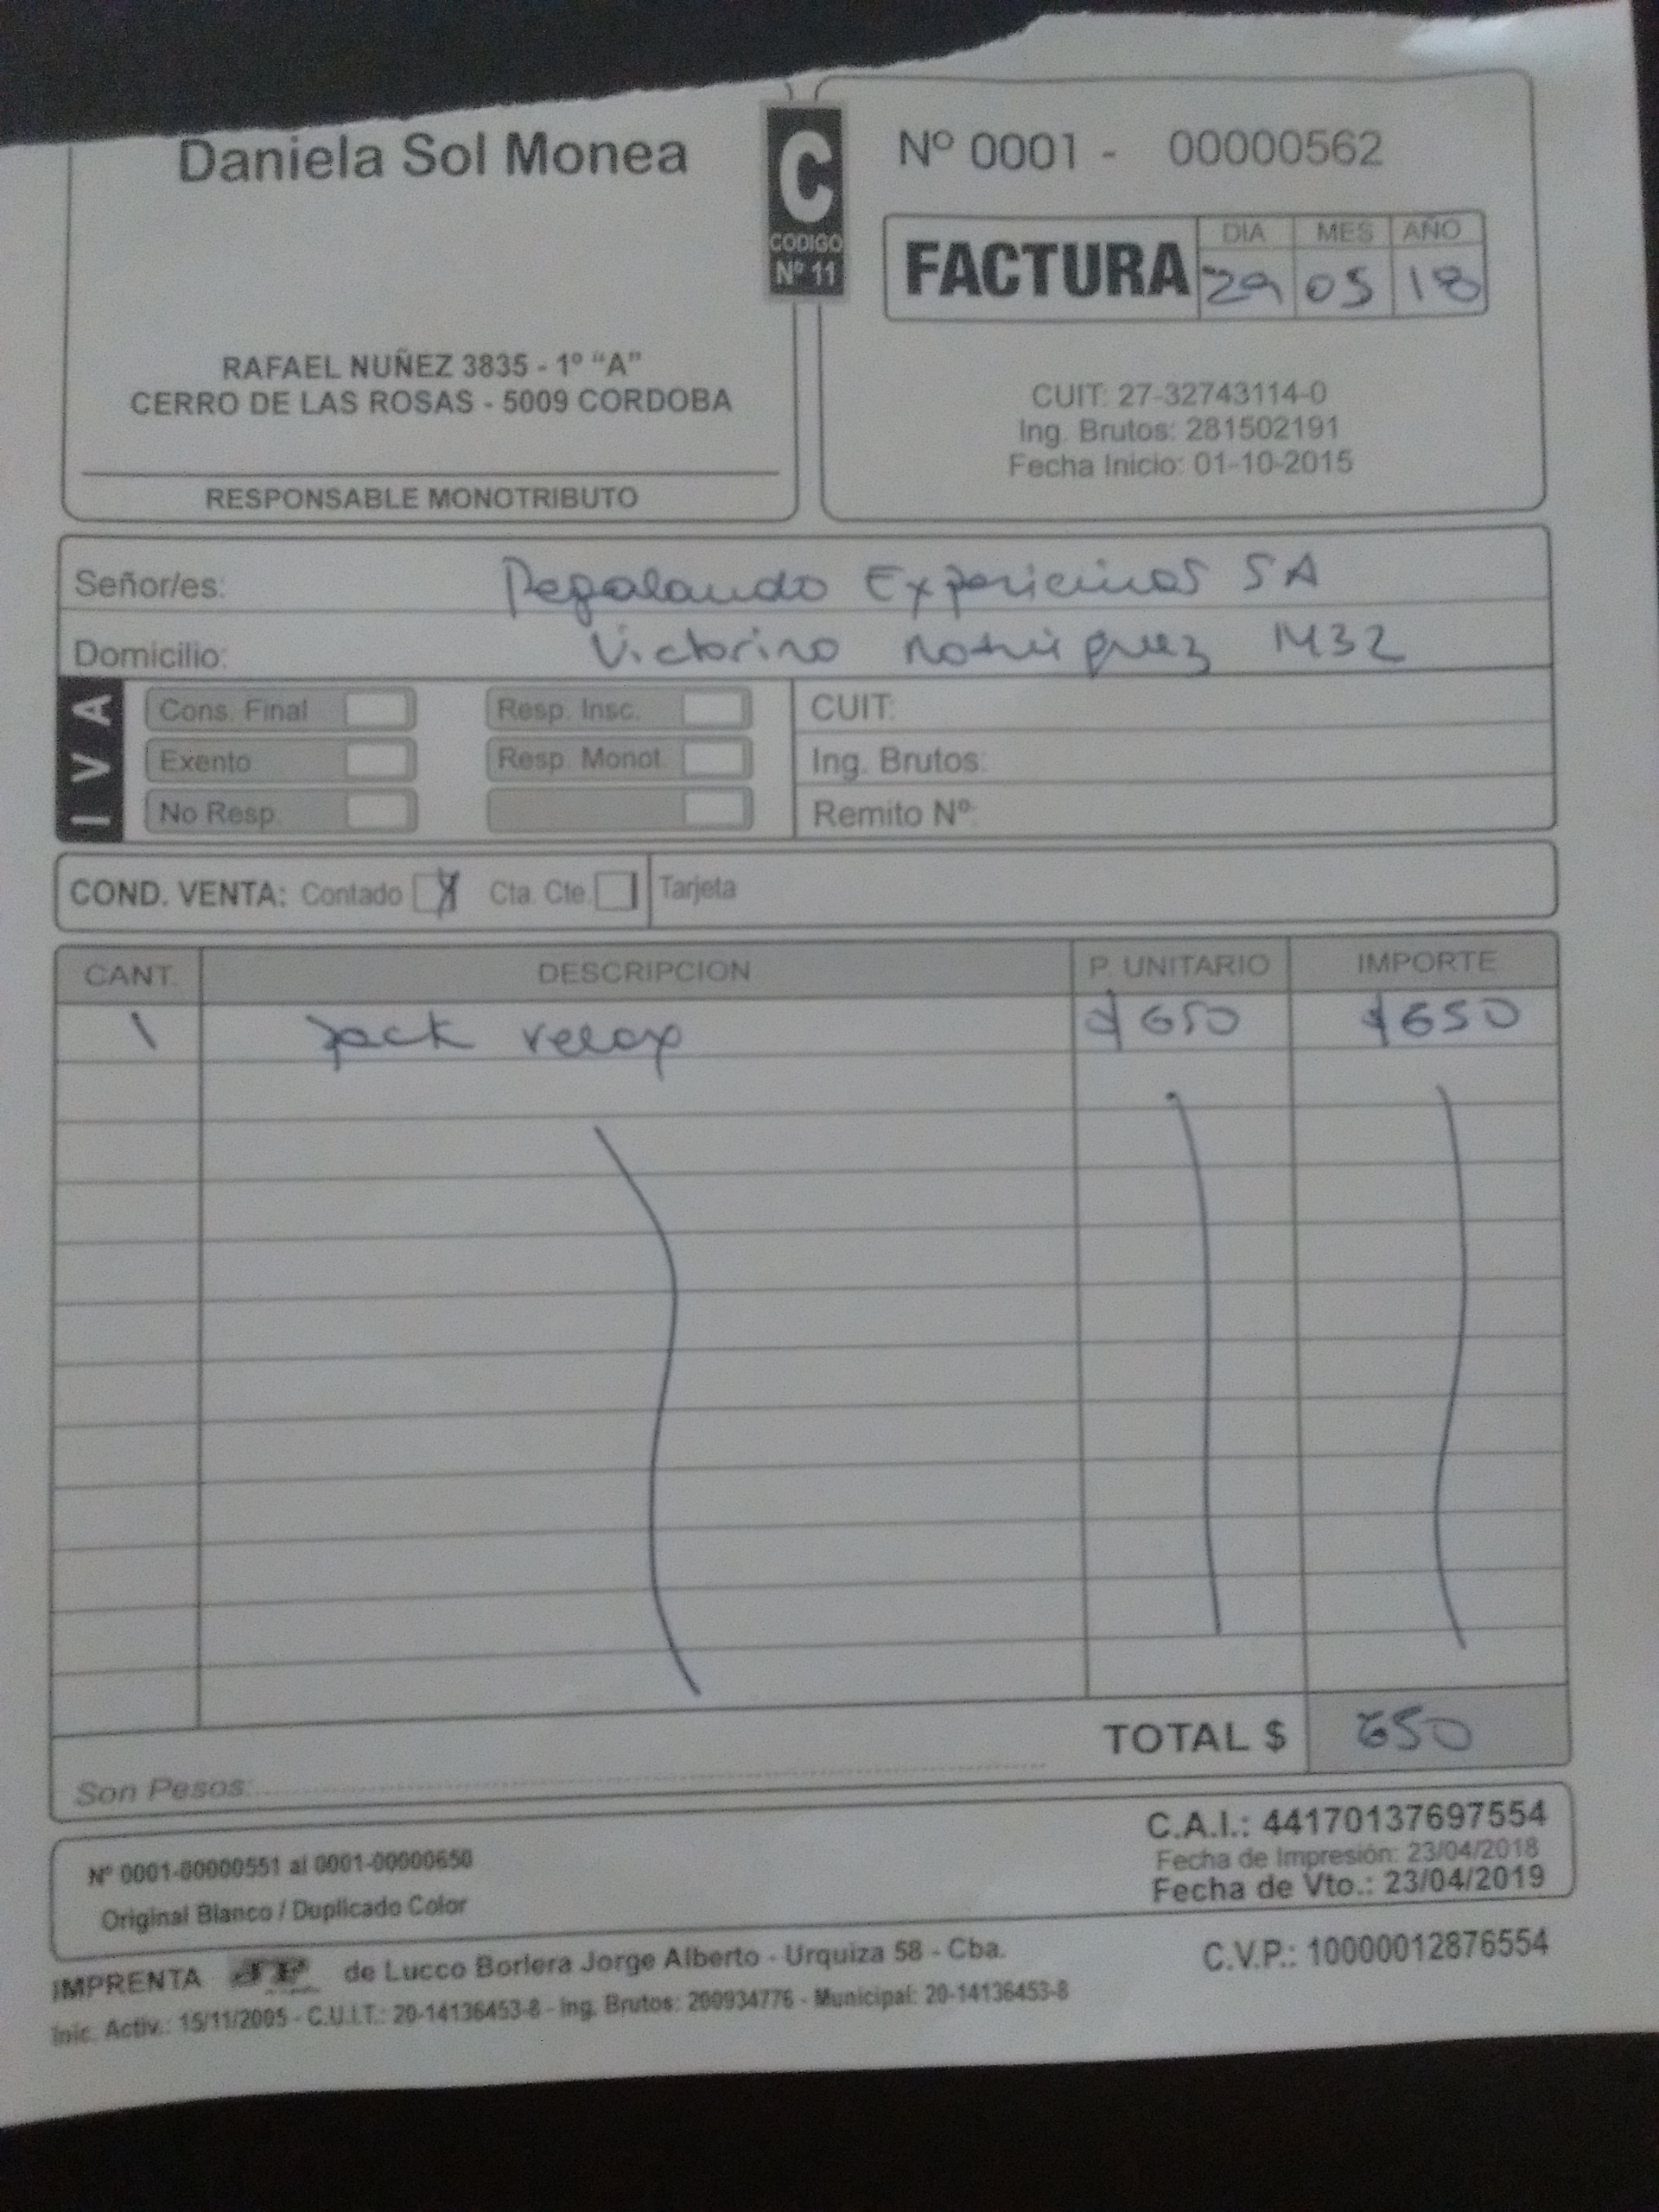 Daniela Sol Monea
C
CODIGO
Nº 11
Nº 0001 - 00000562
FACTURA
DIA MES AÑO
29 05 18
RAFAEL NUÑEZ 3835 - 1º “A”
CERRO DE LAS ROSAS - 5009 CORDOBA
RESPONSABLE MONOTRIBUTO
CUIT: 27-32743114-0
Ing. Brutos: 281502191
Fecha Inicio: 01-10-2015
Señor/es: Regalando Experiencias SA
Domicilio: Victorino 1432
IVA
Cons. Final Resp. Insc.
Exento Resp. Monot.
No Resp.
CUIT:
Ing. Brutos:
Remito Nº:
COND. VENTA: Contado X Cta. Cte. Tarjeta
CANT. DESCRIPCION P. UNITARIO IMPORTE
1 pack relax $650 $650
TOTAL $ 650
Son Pesos:
Nº 0001-00000551 al 0001-00000650
Original Blanco / Duplicado Color
C.A.I.: 44170137697554
Fecha de Impresión: 23/04/2018
Fecha de Vto.: 23/04/2019
IMPRENTA de Lucco Borlera Jorge Alberto - Urquiza 58 - Cba.
C.V.P.: 10000012876554
Inic. Activ.: 15/11/2005 - C.U.I.T.: 20-14136453-8 - Ing. Brutos: 200934776 - Municipal: 20-14136453-8